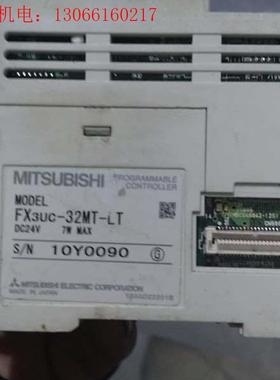 机电：13066160217
MITSUBISHI
PROGRAMMABLE
CONTROLLER
MODEL
FX3UC-32MT-LT
DC24V 7W MAX
S/N 10Y0090 G
MITSUBISHI ELECTRIC CORPORATION
MADE IN JAPAN